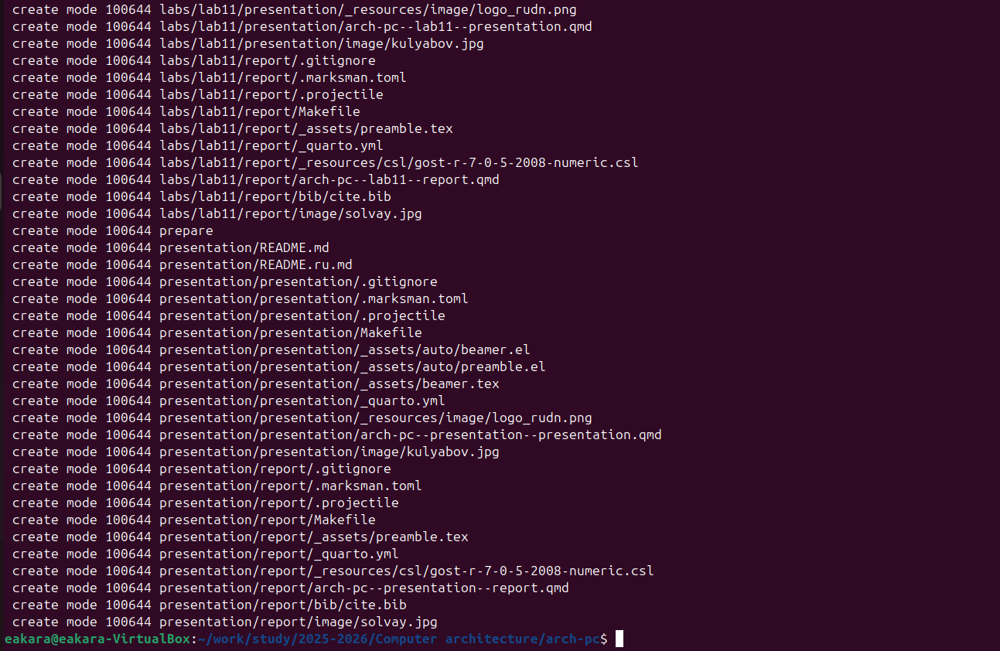 create mode 100644 labs/lab11/presentation/_resources/image/logo_rudn.png
create mode 100644 labs/lab11/presentation/arch-pc--lab11--presentation.qmd
create mode 100644 labs/lab11/presentation/image/kulyabov.jpg
create mode 100644 labs/lab11/report/.gitignore
create mode 100644 labs/lab11/report/.marksman.toml
create mode 100644 labs/lab11/report/.projectile
create mode 100644 labs/lab11/report/Makefile
create mode 100644 labs/lab11/report/_assets/preamble.tex
create mode 100644 labs/lab11/report/_quarto.yml
create mode 100644 labs/lab11/report/_resources/csl/gost-r-7-0-5-2008-numeric.csl
create mode 100644 labs/lab11/report/arch-pc--lab11--report.qmd
create mode 100644 labs/lab11/report/bib/cite.bib
create mode 100644 labs/lab11/report/image/solvay.jpg
create mode 100644 prepare
create mode 100644 presentation/README.md
create mode 100644 presentation/README.ru.md
create mode 100644 presentation/presentation/.gitignore
create mode 100644 presentation/presentation/.marksman.toml
create mode 100644 presentation/presentation/.projectile
create mode 100644 presentation/presentation/Makefile
create mode 100644 presentation/presentation/_assets/auto/beamer.el
create mode 100644 presentation/presentation/_assets/auto/preamble.el
create mode 100644 presentation/presentation/_assets/beamer.tex
create mode 100644 presentation/presentation/_quarto.yml
create mode 100644 presentation/presentation/_resources/image/logo_rudn.png
create mode 100644 presentation/presentation/arch-pc--presentation--presentation.qmd
create mode 100644 presentation/presentation/image/kulyabov.jpg
create mode 100644 presentation/report/.gitignore
create mode 100644 presentation/report/.marksman.toml
create mode 100644 presentation/report/.projectile
create mode 100644 presentation/report/Makefile
create mode 100644 presentation/report/_assets/preamble.tex
create mode 100644 presentation/report/_quarto.yml
create mode 100644 presentation/report/_resources/csl/gost-r-7-0-5-2008-numeric.csl
create mode 100644 presentation/report/arch-pc--presentation--report.qmd
create mode 100644 presentation/report/bib/cite.bib
create mode 100644 presentation/report/image/solvay.jpg
eakara@eakara-VirtualBox:~/work/study/2025-2026/Computer architecture/arch-pc$